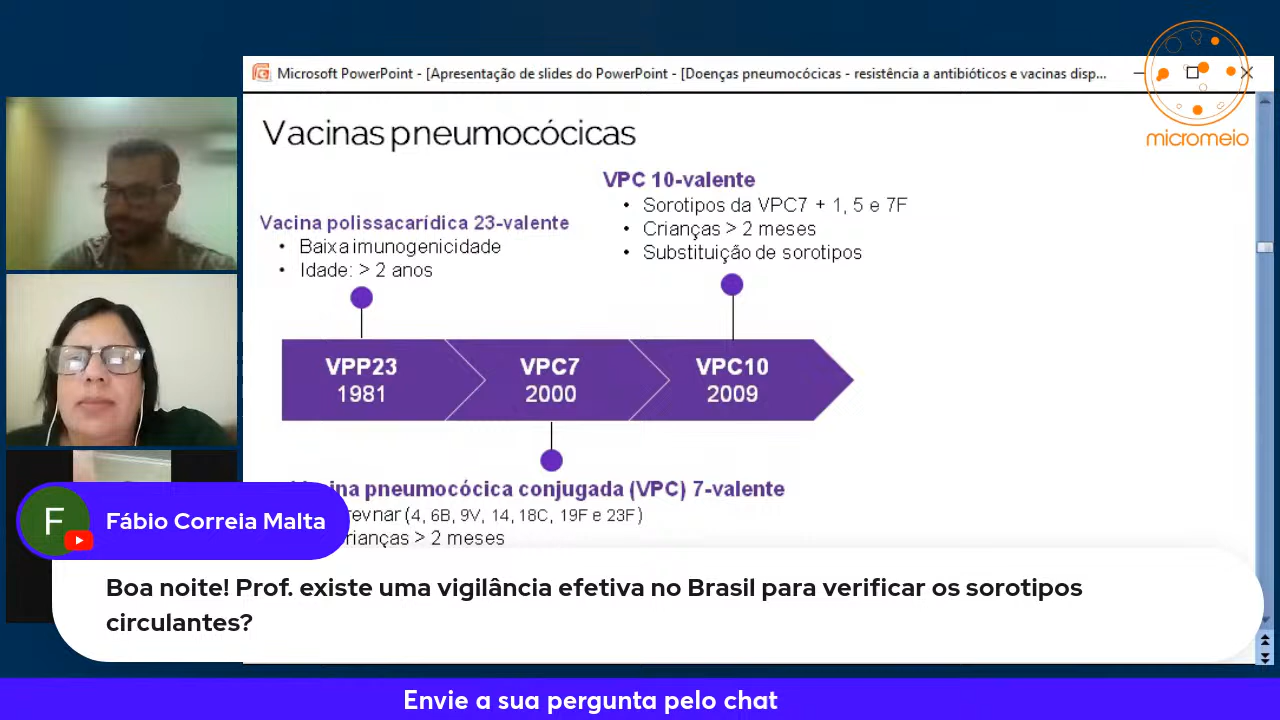 Microsoft PowerPoint - [Apresentação de slides do PowerPoint - [Doenças pneumocócicas - resistência a antibióticos e vacinas disp...
micromeio
Vacinas pneumocócicas
VPC 10-valente
• Sorotipos da VPC7 + 1, 5 e 7F
• Crianças > 2 meses
• Substituição de sorotipos
Vacina polissacarídica 23-valente
• Baixa imunogenicidade
• Idade: > 2 anos
VPP23
1981
VPC7
2000
VPC10
2009
pneumocócica conjugada (VPC) 7-valente
(4, 6B, 9V, 14, 18C, 19F e 23F)
> 2 meses
F
Fábio Correia Malta
Boa noite! Prof. existe uma vigilância efetiva no Brasil para verificar os sorotipos
circulantes?
Envie a sua pergunta pelo chat